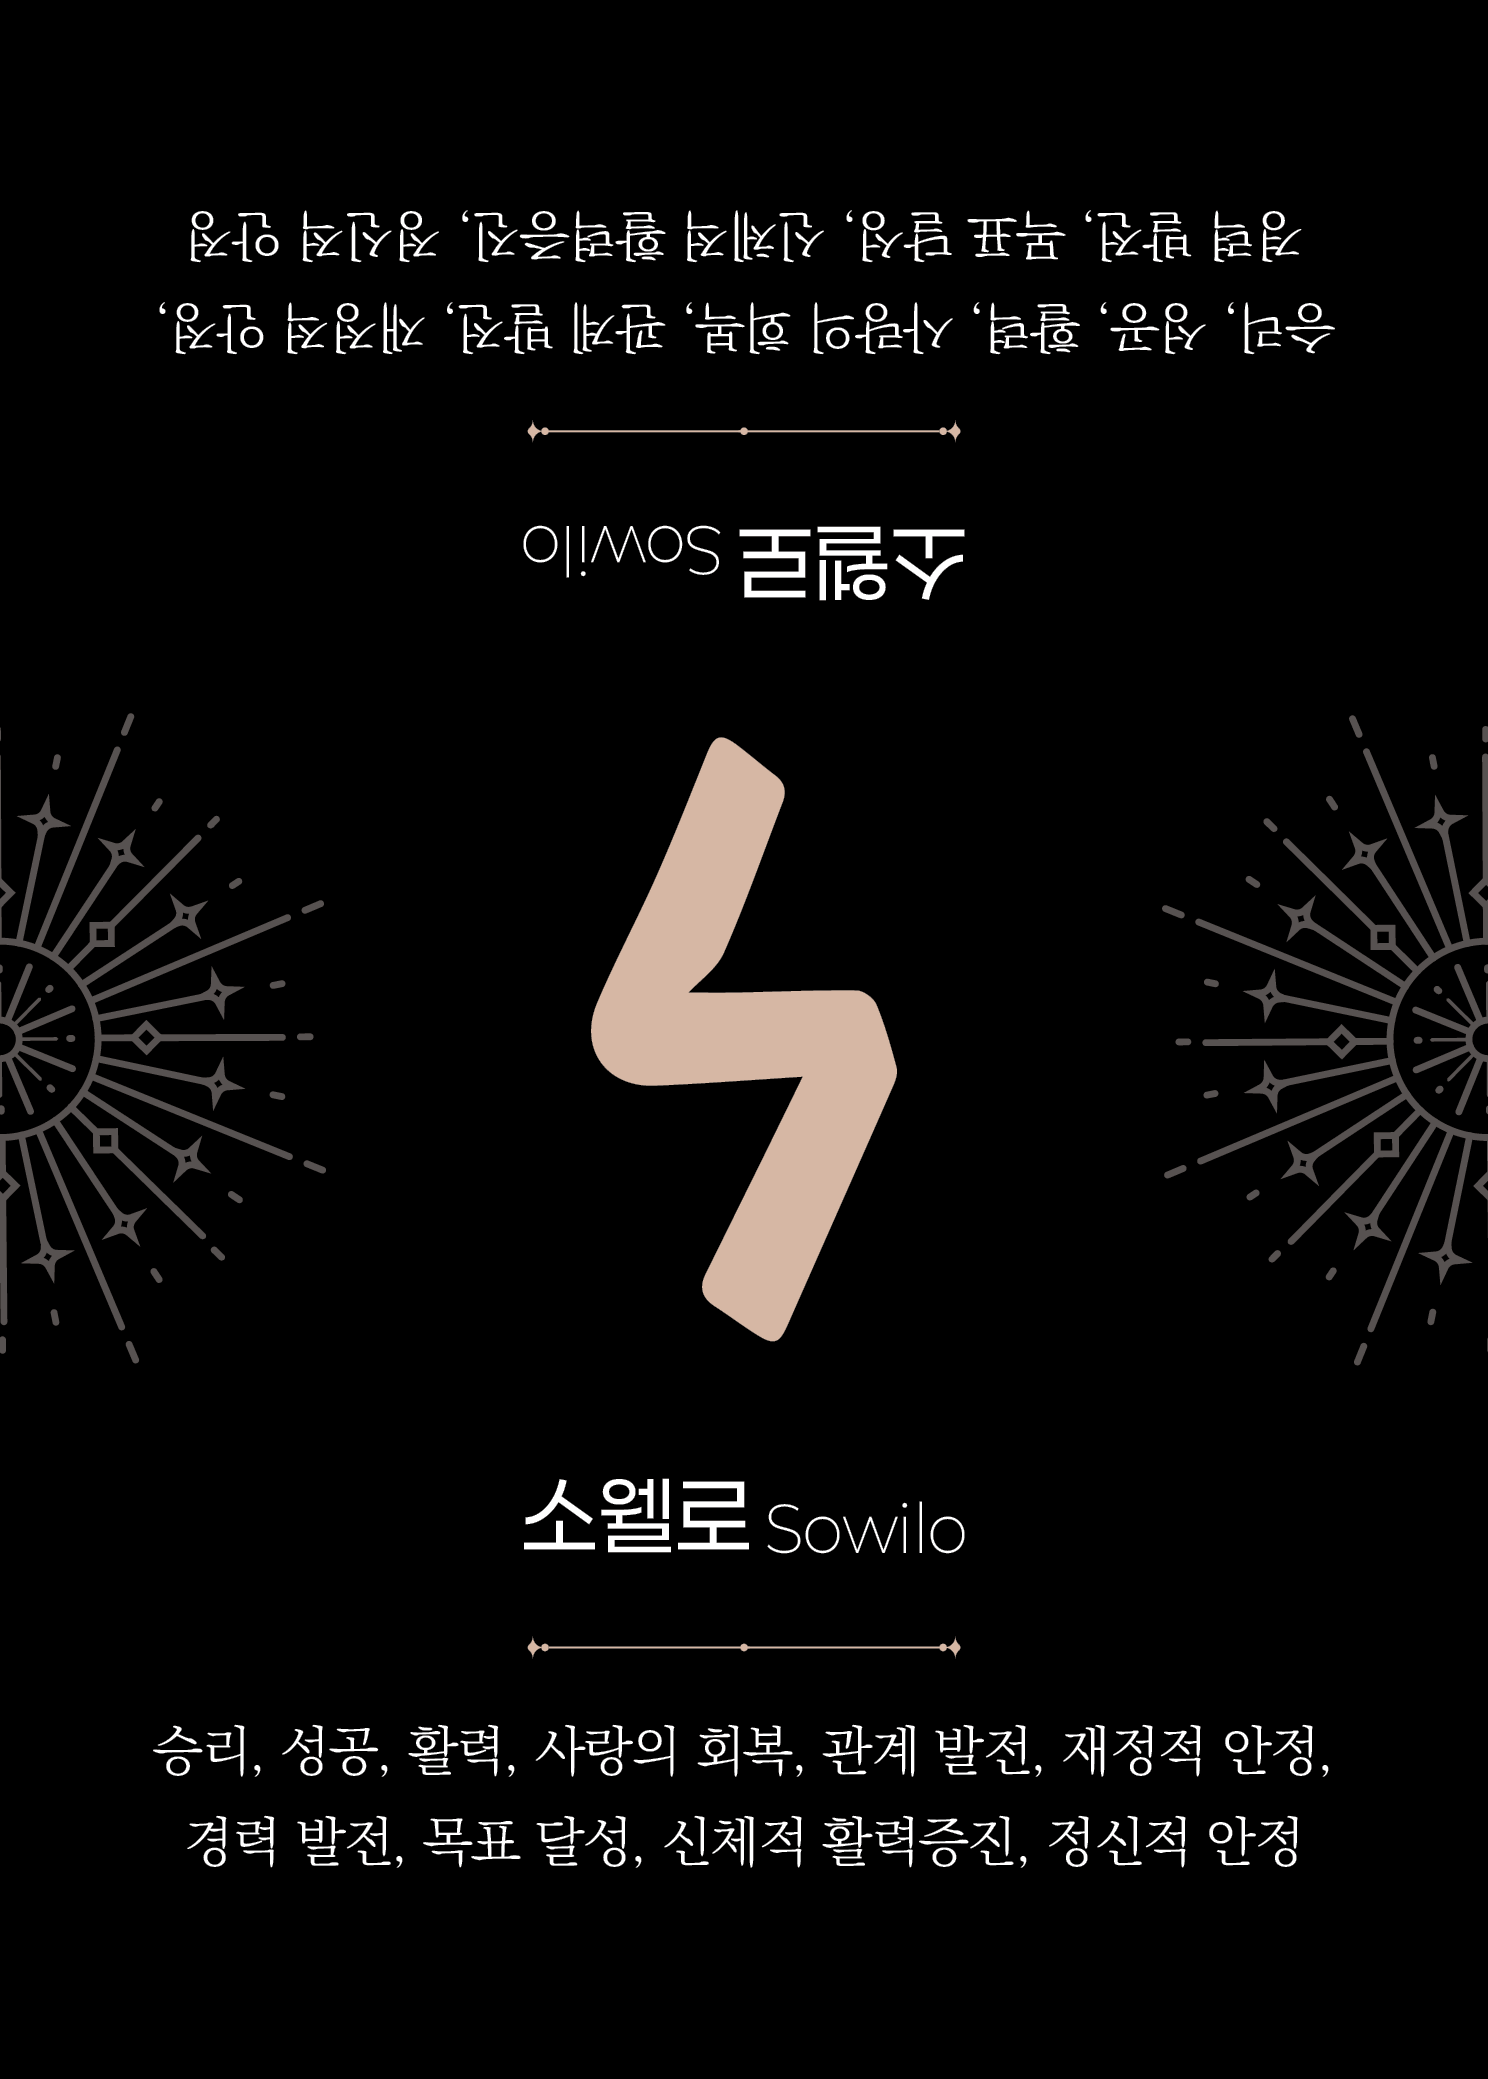 경력 발전, 목표 달성, 신체적 활력증진, 정신적 안정
승리, 성공, 활력, 사랑의 회복, 관계 발전, 재정적 안정,
소웰로 Sowilo
소웰로 Sowilo
승리, 성공, 활력, 사랑의 회복, 관계 발전, 재정적 안정,
경력 발전, 목표 달성, 신체적 활력증진, 정신적 안정